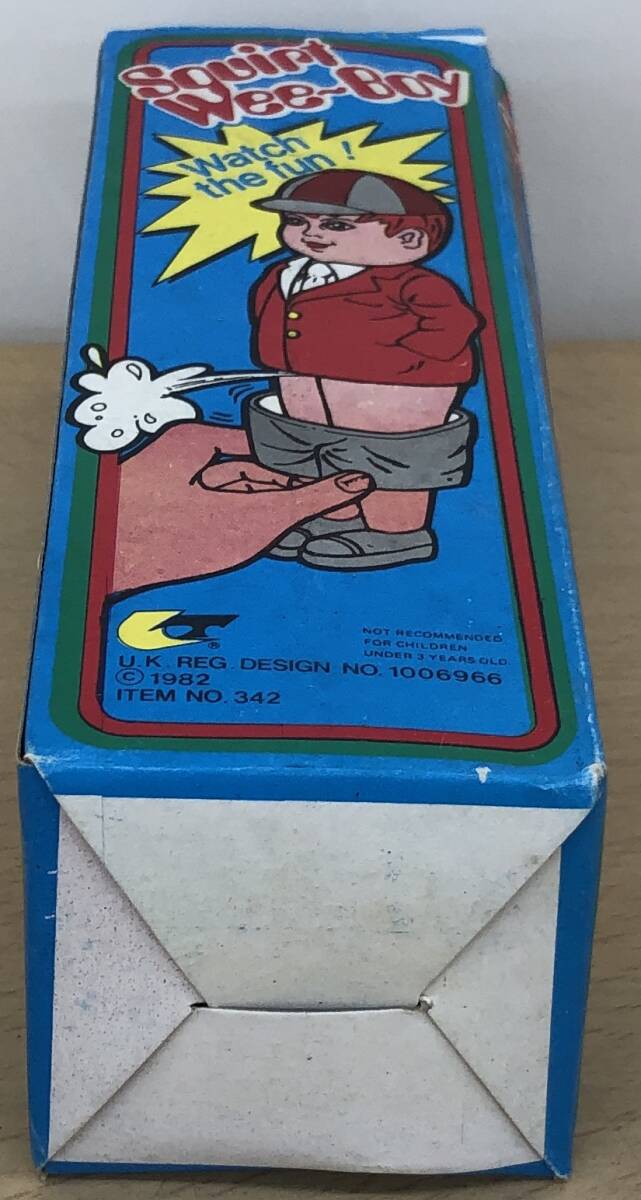 Squirt
Wee-Boy
Watch
the fun!
NOT RECOMMENDED
FOR CHILDREN
UNDER 3 YEARS OLD
®
U.K. REG. DESIGN NO. 1006966
© 1982
ITEM NO. 342